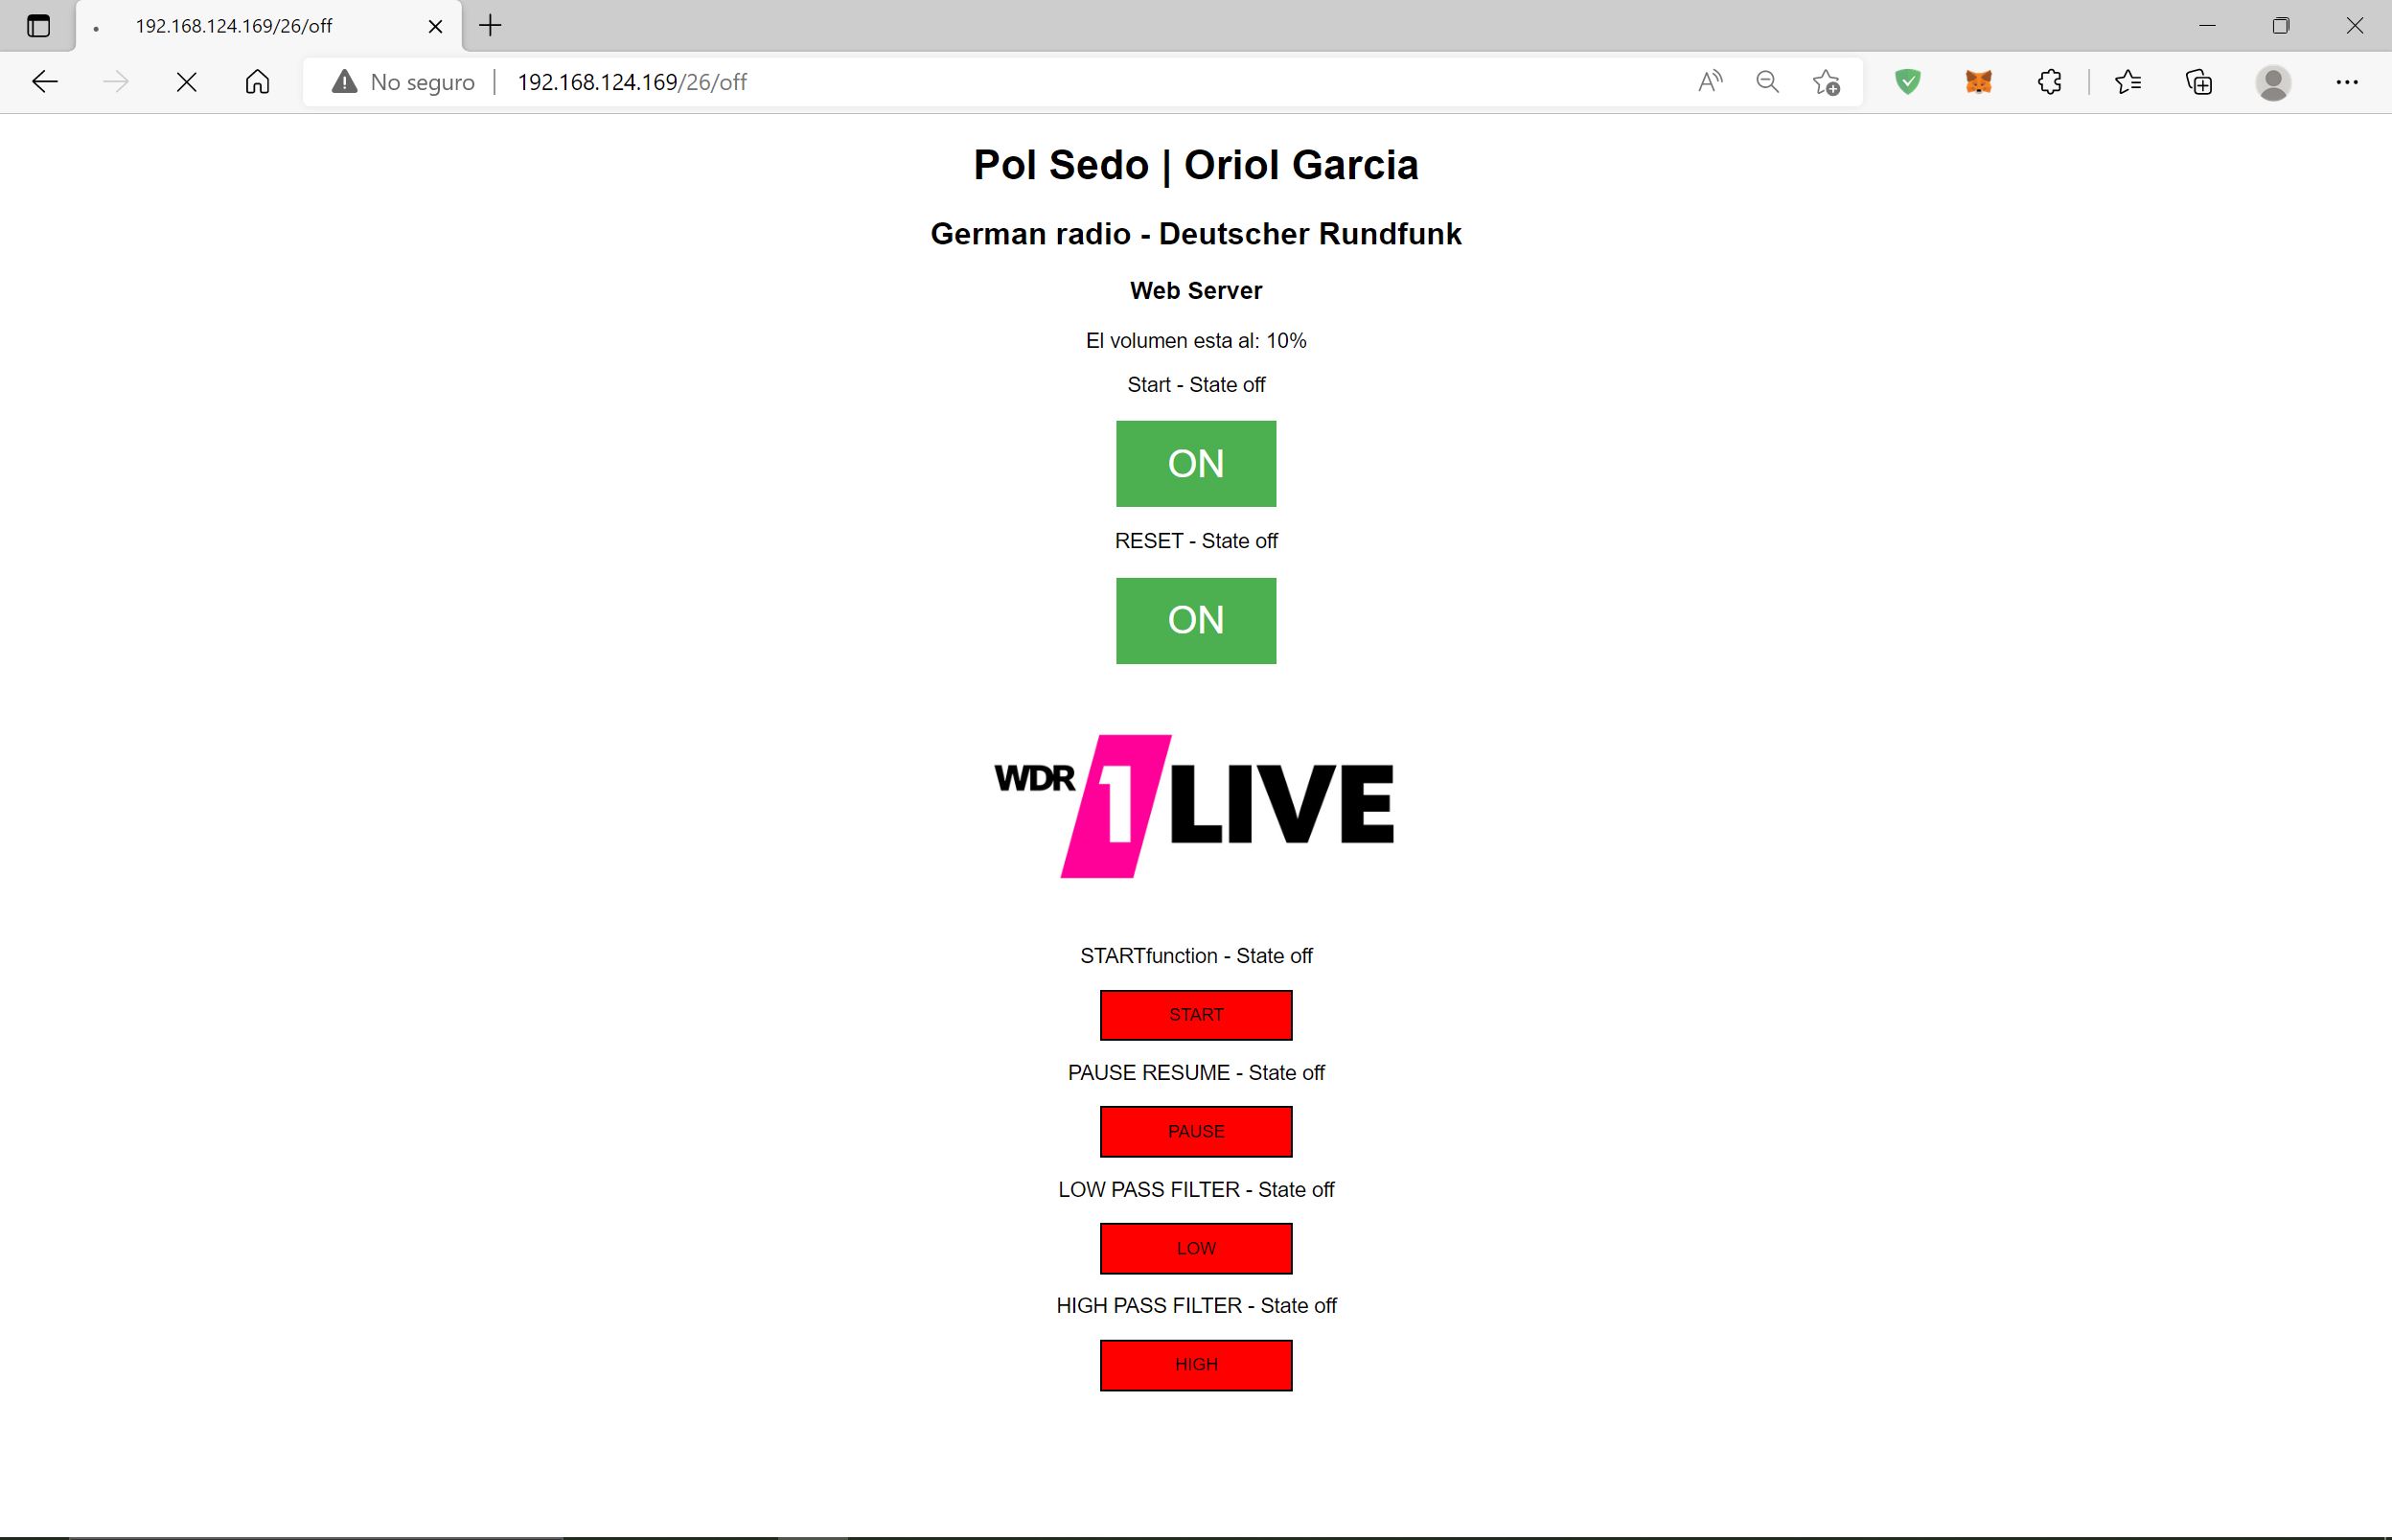 192.168.124.169/26/off
No seguro | 192.168.124.169/26/off
Pol Sedo | Oriol Garcia
German radio - Deutscher Rundfunk
Web Server
El volumen esta al: 10%
Start - State off
ON
RESET - State off
ON
WDR 1 LIVE
STARTfunction - State off
START
PAUSE RESUME - State off
PAUSE
LOW PASS FILTER - State off
LOW
HIGH PASS FILTER - State off
HIGH